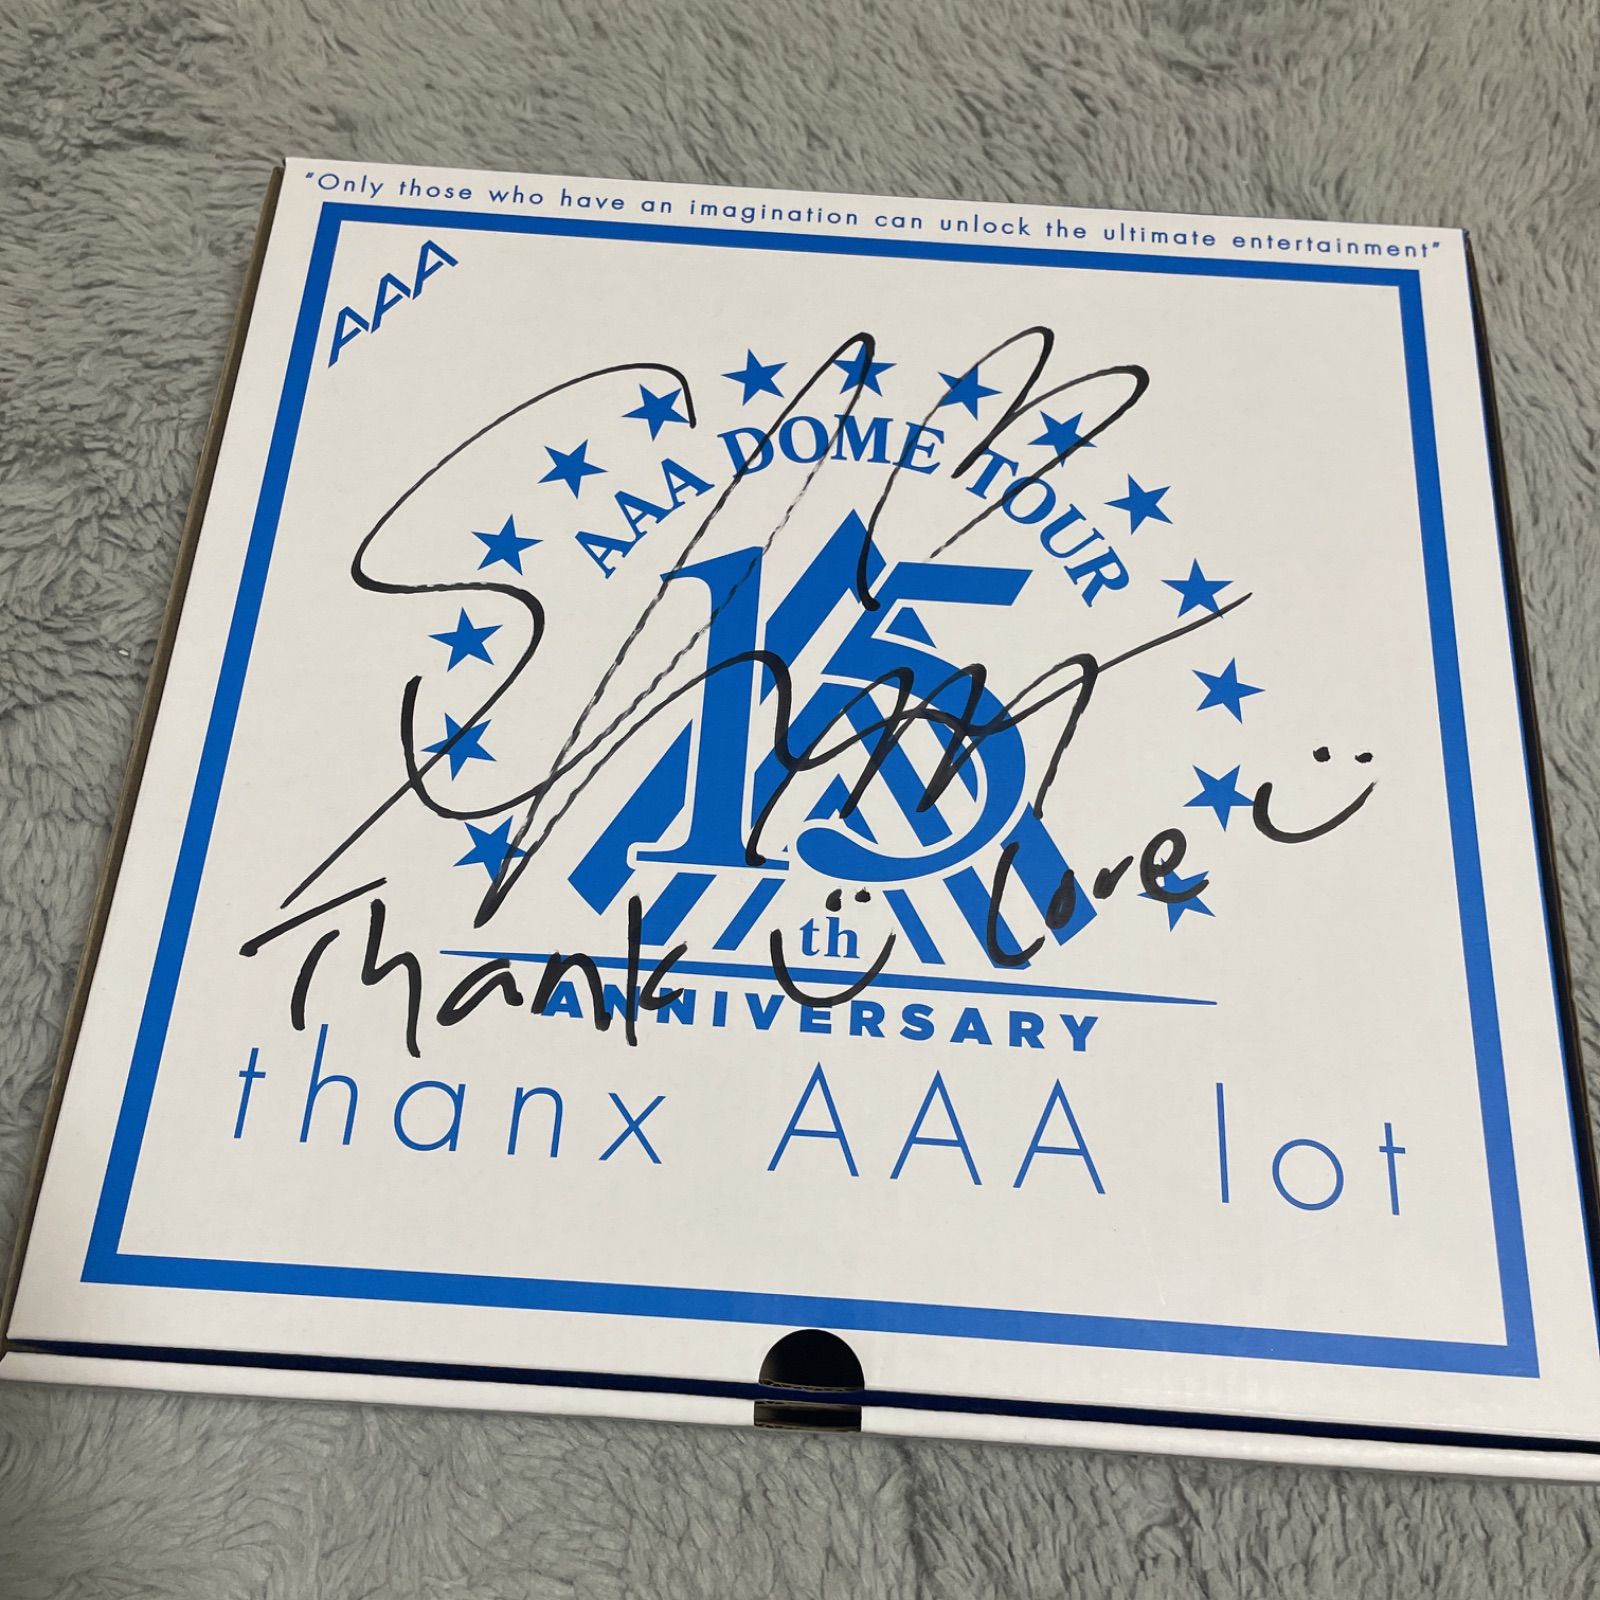 "Only those who have an imagination can unlock the ultimate entertainment"
AAA
AAA DOME TOUR
15
th
ANNIVERSARY
Thank ü Love
thanx AAA lot